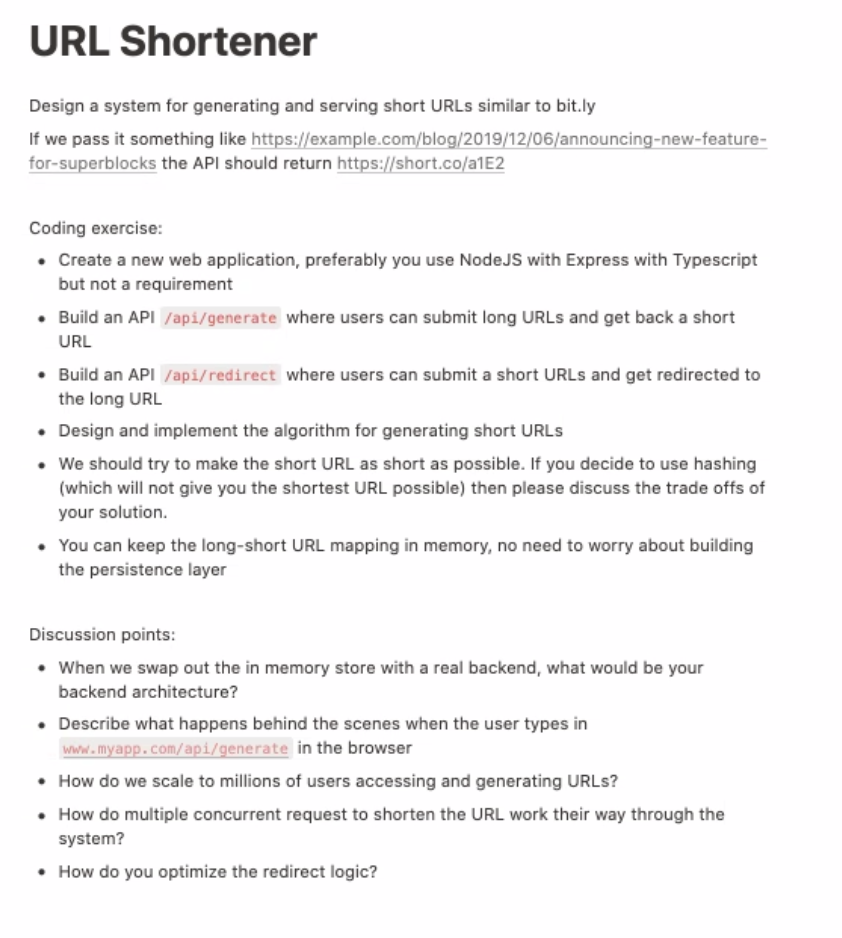 URL Shortener
Design a system for generating and serving short URLs similar to bit.ly
If we pass it something like https://example.com/blog/2019/12/06/announcing-new-feature-
for-superblocks the API should return https://short.co/a1E2
Coding exercise:
• Create a new web application, preferably you use NodeJS with Express with Typescript
but not a requirement
• Build an API /api/generate where users can submit long URLs and get back a short
URL
• Build an API /api/redirect where users can submit a short URLs and get redirected to
the long URL
• Design and implement the algorithm for generating short URLs
• We should try to make the short URL as short as possible. If you decide to use hashing
(which will not give you the shortest URL possible) then please discuss the trade offs of
your solution.
• You can keep the long-short URL mapping in memory, no need to worry about building
the persistence layer
Discussion points:
• When we swap out the in memory store with a real backend, what would be your
backend architecture?
• Describe what happens behind the scenes when the user types in
www.myapp.com/api/generate in the browser
• How do we scale to millions of users accessing and generating URLs?
• How do multiple concurrent request to shorten the URL work their way through the
system?
• How do you optimize the redirect logic?